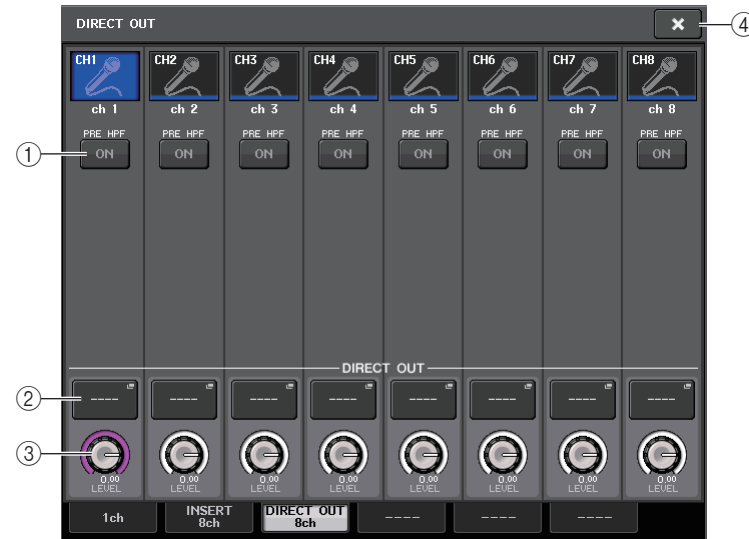 DIRECT OUT
④
CH1 CH2 CH3 CH4 CH5 CH6 CH7 CH8
ch 1 ch 2 ch 3 ch 4 ch 5 ch 6 ch 7 ch 8
PRE HPF PRE HPF PRE HPF PRE HPF PRE HPF PRE HPF PRE HPF PRE HPF
① ON ON ON ON ON ON ON ON
DIRECT OUT
② ---- ---- ---- ---- ---- ---- ---- ----
③
0.00 0.00 0.00 0.00 0.00 0.00 0.00 0.00
LEVEL LEVEL LEVEL LEVEL LEVEL LEVEL LEVEL LEVEL
1ch INSERT 8ch DIRECT OUT 8ch ---- ---- ----